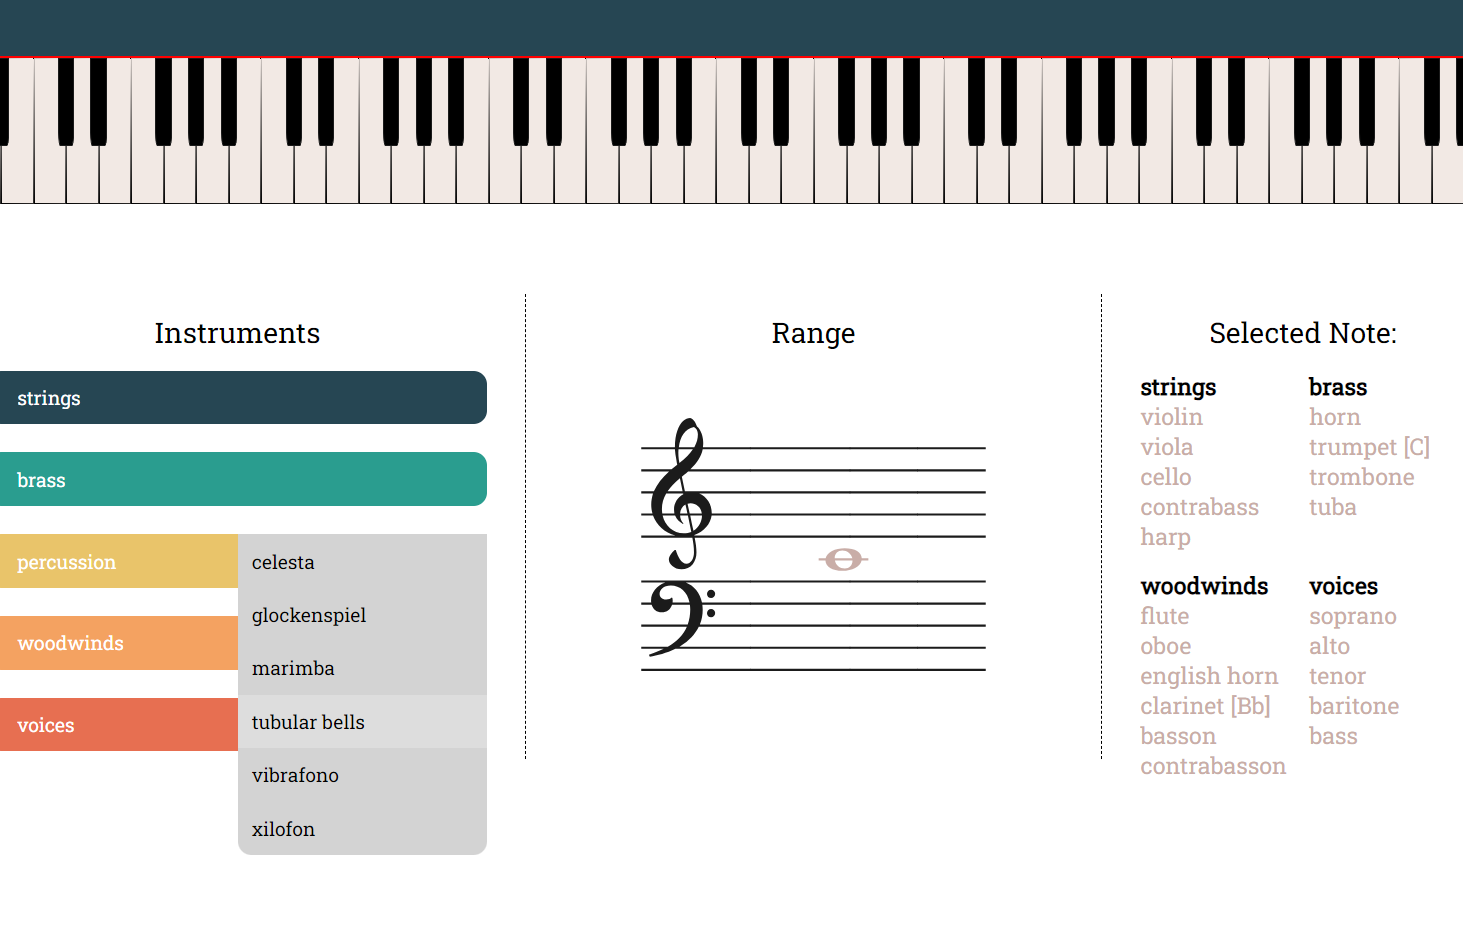 Instruments
strings
brass
percussion
woodwinds
voices
celesta
glockenspiel
marimba
tubular bells
vibrafono
xilofon
Range
Selected Note:
strings
violin
viola
cello
contrabass
harp
brass
horn
trumpet [C]
trombone
tuba
woodwinds
flute
oboe
english horn
clarinet [Bb]
basson
contrabasson
voices
soprano
alto
tenor
baritone
bass